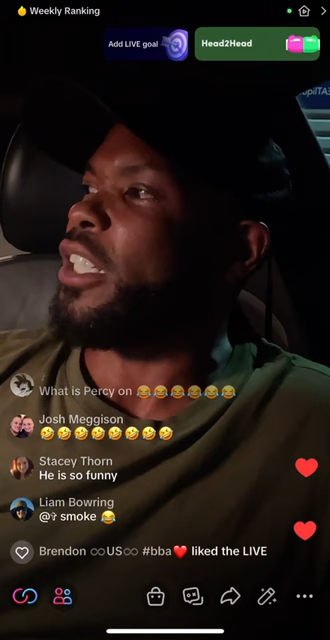 Weekly Ranking
Add LIVE goal
Head2Head
What is Percy on 😂😂😂😂😂😂😂
Josh Meggison
🤣🤣🤣🤣🤣🤣🤣🤣
Stacey Thorn
He is so funny
Liam Bowring
@✞ smoke 😂
Brendon ∞US∞ #bba❤️ liked the LIVE